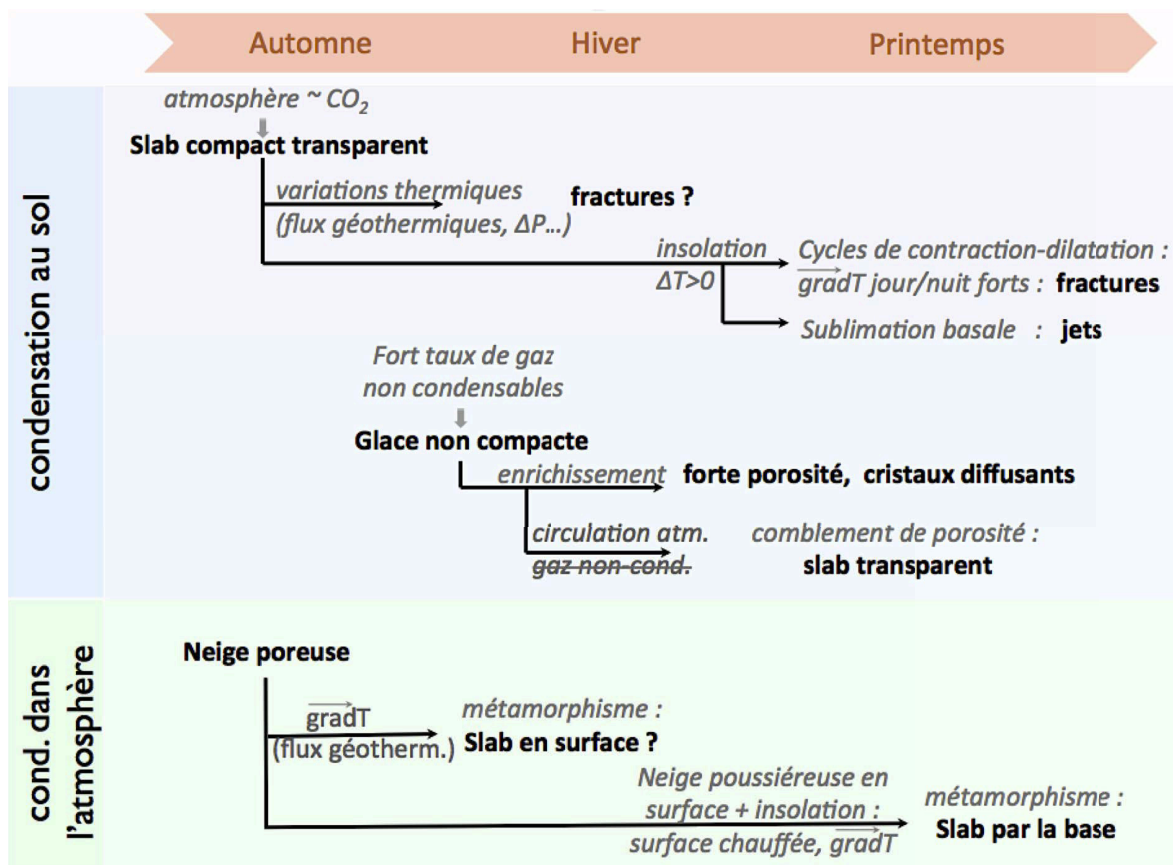 Automne
Hiver
Printemps
condensation au sol
atmosphère ~ CO₂
Slab compact transparent
variations thermiques
(flux géothermiques, ΔP...)
fractures ?
insolation
ΔT>0
Cycles de contraction-dilatation :
gradT jour/nuit forts : fractures
Sublimation basale : jets
Fort taux de gaz
non condensables
Glace non compacte
enrichissement
forte porosité, cristaux diffusants
circulation atm.
gaz non-cond.
comblement de porosité :
slab transparent
cond. dans
l'atmosphère
Neige poreuse
gradT
(flux géotherm.)
métamorphisme :
Slab en surface ?
Neige poussiéreuse en
surface + insolation :
surface chauffée, gradT
métamorphisme :
Slab par la base